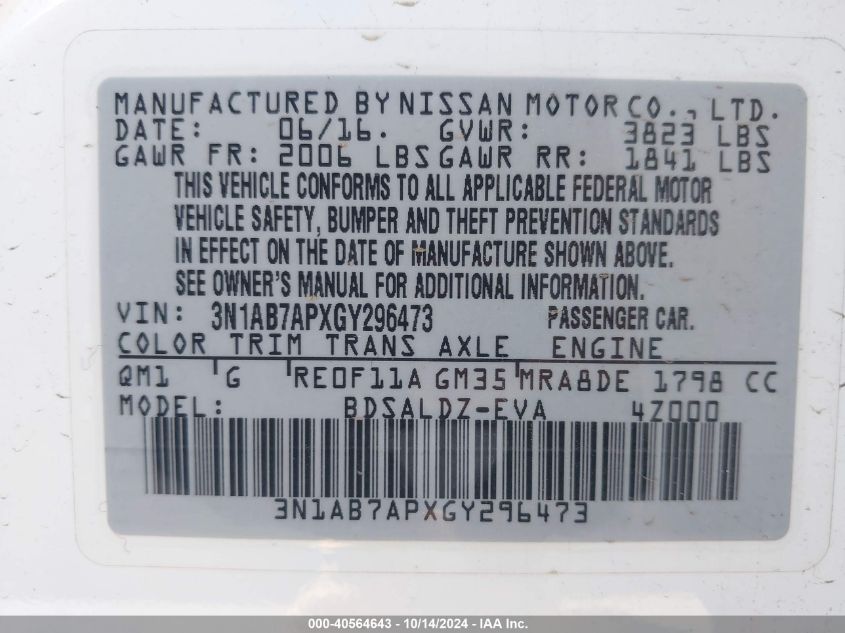 MANUFACTURED BY NISSAN MOTOR CO., LTD.
DATE: 06/16. GVWR: 3823 LBS
GAWR FR: 2006 LBS GAWR RR: 1841 LBS
THIS VEHICLE CONFORMS TO ALL APPLICABLE FEDERAL MOTOR
VEHICLE SAFETY, BUMPER AND THEFT PREVENTION STANDARDS
IN EFFECT ON THE DATE OF MANUFACTURE SHOWN ABOVE.
SEE OWNER'S MANUAL FOR ADDITIONAL INFORMATION.
VIN: 3N1AB7APXGY296473 PASSENGER CAR.
COLOR TRIM TRANS AXLE ENGINE
QM1 G RE0F11A GM35 MRA8DE 1798 CC
MODEL: BDSALDZ-EVA 4Z000
3N1AB7APXGY296473
000-40564643 - 10/14/2024 - IAA Inc.